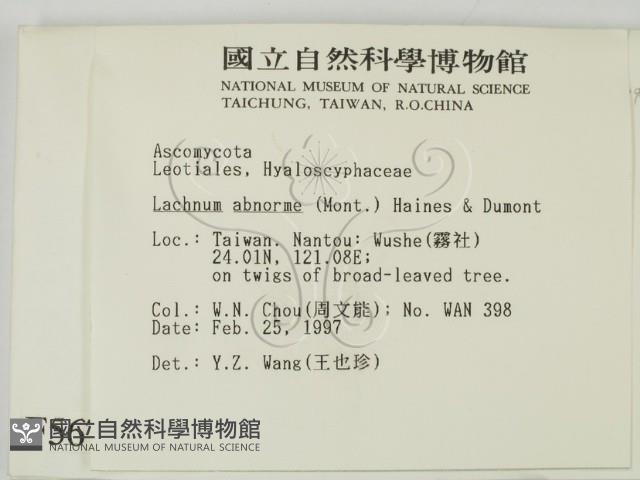 國立自然科學博物館
NATIONAL MUSEUM OF NATURAL SCIENCE
TAICHUNG, TAIWAN, R.O.CHINA
Ascomycota
Leotiales, Hyaloscyphaceae
Lachnum abnorme (Mont.) Haines & Dumont
Loc.: Taiwan. Nantou: Wushe(霧社)
24.01N, 121.08E;
on twigs of broad-leaved tree.
Col.: W.N. Chou(周文能); No. WAN 398
Date: Feb. 25, 1997
Det.: Y.Z. Wang(王也珍)
國立自然科學博物館
NATIONAL MUSEUM OF NATURAL SCIENCE